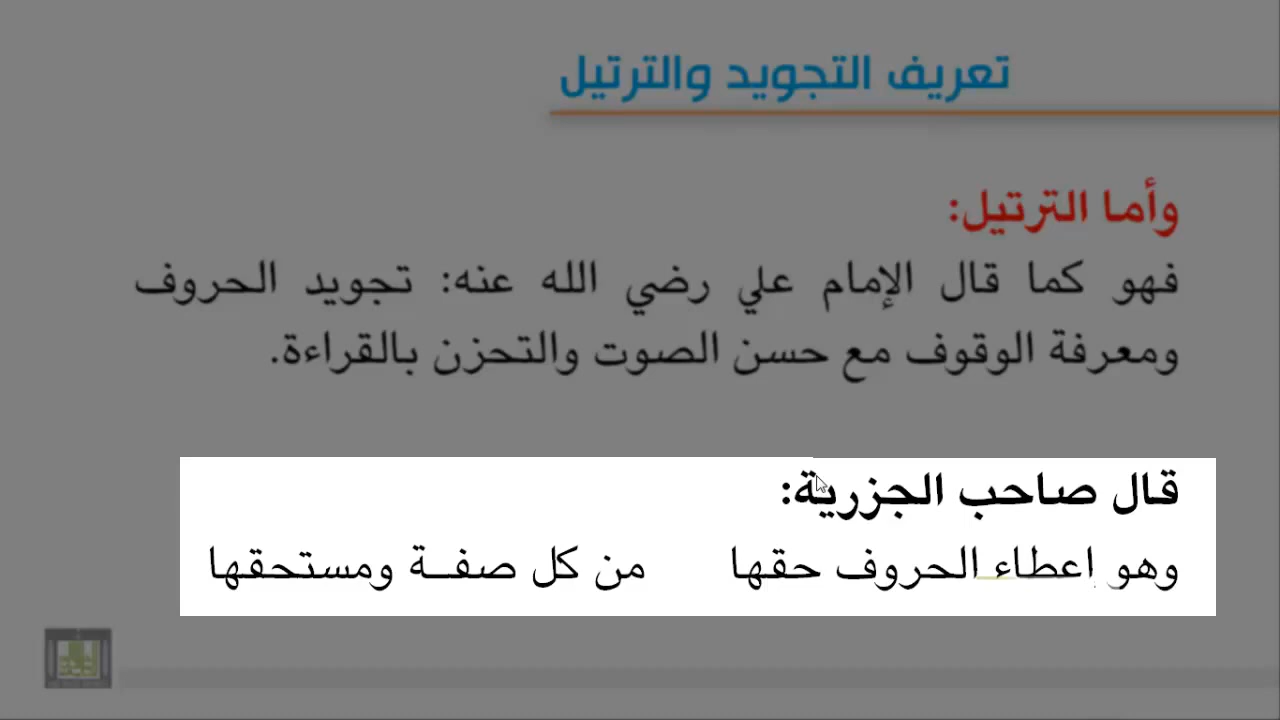 تعريف التجويد والترتيل
وأما الترتيل:
فهو كما قال الإمام علي رضي الله عنه: تجويد الحروف
ومعرفة الوقوف مع حسن الصوت والتحزن بالقراءة.
قال صاحب الجزرية:
وهو إعطاء الحروف حقها من كل صفـة ومستحقها